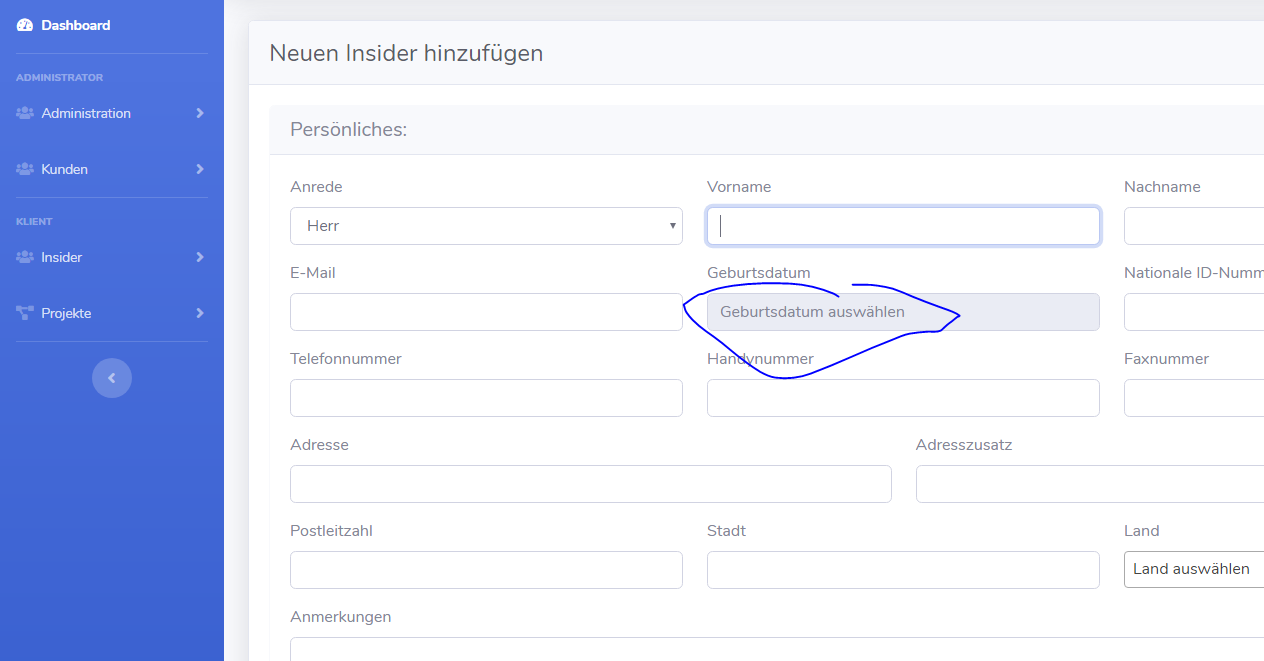 Dashboard
ADMINISTRATOR
Administration
Kunden
KLIENT
Insider
Projekte
Neuen Insider hinzufügen
Persönliches:
Anrede
Vorname
Nachname
Herr
E-Mail
Geburtsdatum
Nationale ID-Numm
Geburtsdatum auswählen
Telefonnummer
Handynummer
Faxnummer
Adresse
Adresszusatz
Postleitzahl
Stadt
Land
Land auswählen
Anmerkungen